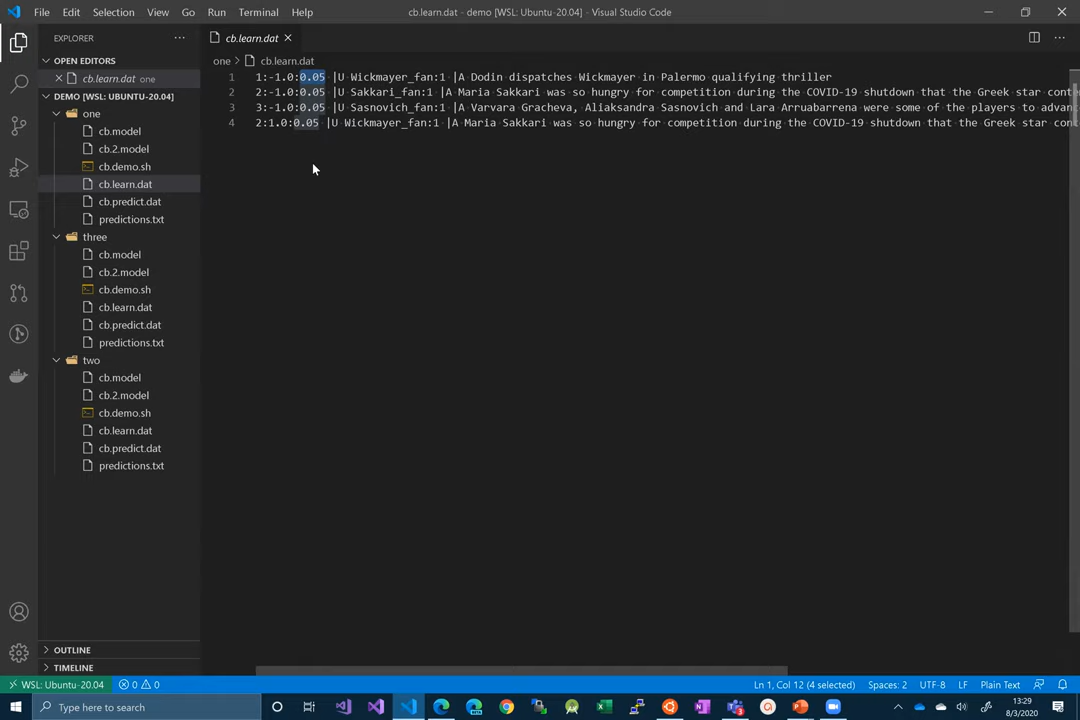 File Edit Selection View Go Run Terminal Help
cb.learn.dat - demo [WSL: Ubuntu-20.04] - Visual Studio Code
EXPLORER
OPEN EDITORS
cb.learn.dat one
DEMO [WSL: UBUNTU-20.04]
one
cb.model
cb.2.model
cb.demo.sh
cb.learn.dat
cb.predict.dat
predictions.txt
three
cb.model
cb.2.model
cb.demo.sh
cb.learn.dat
cb.predict.dat
predictions.txt
two
cb.model
cb.2.model
cb.demo.sh
cb.learn.dat
cb.predict.dat
predictions.txt
OUTLINE
TIMELINE
cb.learn.dat
one > cb.learn.dat
1 1:-1.0:0.05 |U Wickmayer_fan:1 |A Dodin dispatches Wickmayer in Palermo qualifying thriller
2 2:-1.0:0.05 |U Sakkari_fan:1 |A Maria Sakkari was so hungry for competition during the COVID-19 shutdown that the Greek star cont
3 3:-1.0:0.05 |U Sasnovich_fan:1 |A Varvara Gracheva, Aliaksandra Sasnovich and Lara Arruabarrena were some of the players to advan
4 2:1.0:0.05 |U Wickmayer_fan:1 |A Maria Sakkari was so hungry for competition during the COVID-19 shutdown that the Greek star cont
WSL: Ubuntu-20.04 0 0 Ln 1, Col 12 (4 selected) Spaces: 2 UTF-8 LF Plain Text
Type here to search
13:29
8/3/2020